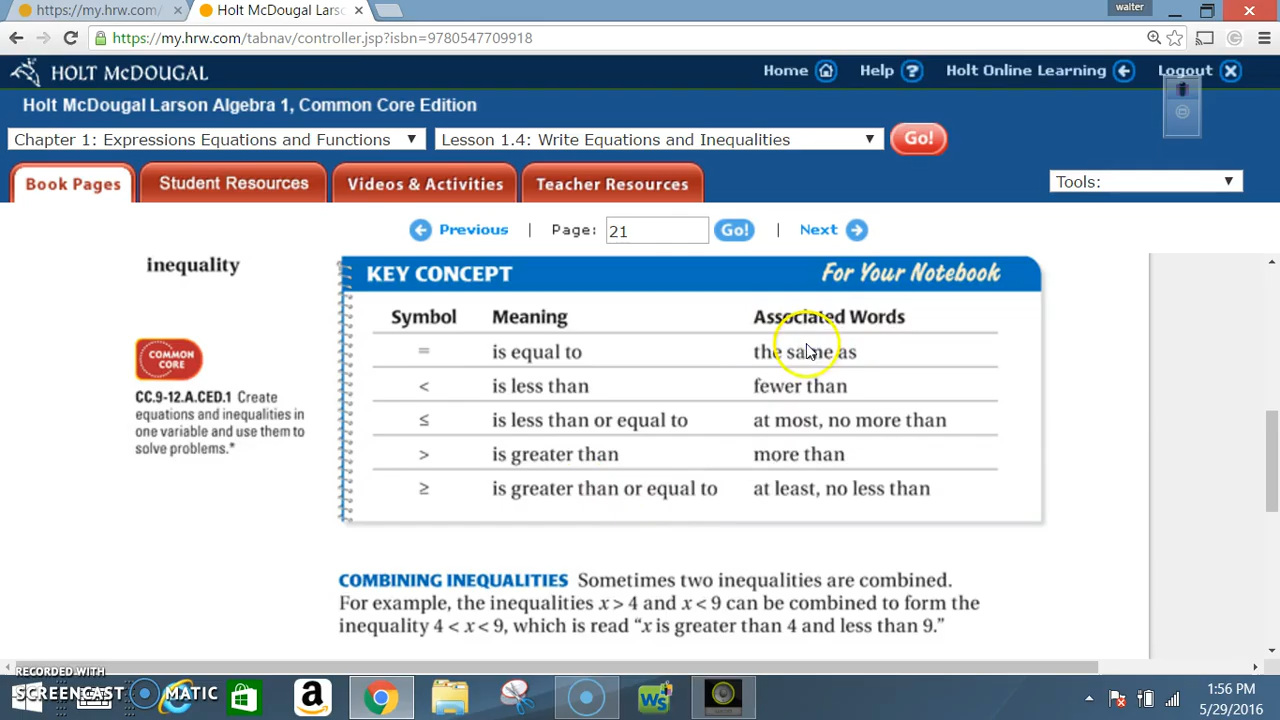 https://my.hrw.com/
Holt McDougal Larso
walter
https://my.hrw.com/tabnav/controller.jsp?isbn=9780547709918
HOLT McDOUGAL
Home
Help ?
Holt Online Learning
Logout
Holt McDougal Larson Algebra 1, Common Core Edition
Chapter 1: Expressions Equations and Functions
Lesson 1.4: Write Equations and Inequalities
Go!
Book Pages
Student Resources
Videos & Activities
Teacher Resources
Tools:
Previous | Page: 21 Go! | Next
inequality
KEY CONCEPT
For Your Notebook
Symbol Meaning Associated Words
= is equal to the same as
< is less than fewer than
≤ is less than or equal to at most, no more than
> is greater than more than
≥ is greater than or equal to at least, no less than
COMMON
CORE
CC.9-12.A.CED.1 Create
equations and inequalities in
one variable and use them to
solve problems.*
COMBINING INEQUALITIES Sometimes two inequalities are combined.
For example, the inequalities x > 4 and x < 9 can be combined to form the
inequality 4 < x < 9, which is read “x is greater than 4 and less than 9.”
RECORDED WITH
SCREENCAST MATIC
a
WS
1:56 PM
5/29/2016